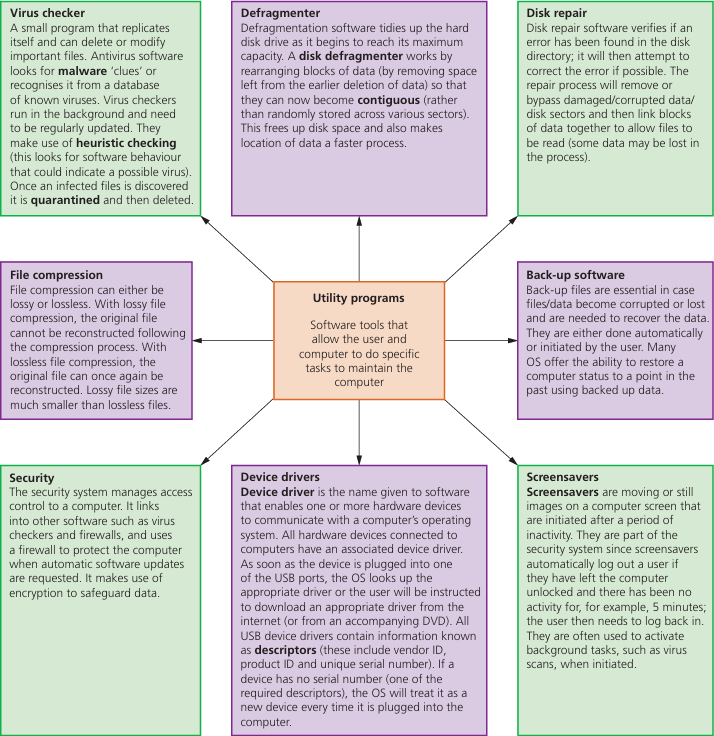 Virus checker
A small program that replicates
itself and can delete or modify
important files. Antivirus software
looks for malware ‘clues’ or
recognises it from a database
of known viruses. Virus checkers
run in the background and need
to be regularly updated. They
make use of heuristic checking
(this looks for software behaviour
that could indicate a possible virus).
Once an infected files is discovered
it is quarantined and then deleted.
Defragmenter
Defragmentation software tidies up the hard
disk drive as it begins to reach its maximum
capacity. A disk defragmenter works by
rearranging blocks of data (by removing space
left from the earlier deletion of data) so that
they can now become contiguous (rather
than randomly stored across various sectors).
This frees up disk space and also makes
location of data a faster process.
Disk repair
Disk repair software verifies if an
error has been found in the disk
directory; it will then attempt to
correct the error if possible. The
repair process will remove or
bypass damaged/corrupted data/
disk sectors and then link blocks
of data together to allow files to
be read (some data may be lost in
the process).
File compression
File compression can either be
lossy or lossless. With lossy file
compression, the original file
cannot be reconstructed following
the compression process. With
lossless file compression, the
original file can once again be
reconstructed. Lossy file sizes are
much smaller than lossless files.
Utility programs
Software tools that
allow the user and
computer to do specific
tasks to maintain the
computer
Back-up software
Back-up files are essential in case
files/data become corrupted or lost
and are needed to recover the data.
They are either done automatically
or initiated by the user. Many
OS offer the ability to restore a
computer status to a point in the
past using backed up data.
Security
The security system manages access
control to a computer. It links
into other software such as virus
checkers and firewalls, and uses
a firewall to protect the computer
when automatic software updates
are requested. It makes use of
encryption to safeguard data.
Device drivers
Device driver is the name given to software
that enables one or more hardware devices
to communicate with a computer’s operating
system. All hardware devices connected to
computers have an associated device driver.
As soon as the device is plugged into one
of the USB ports, the OS looks up the
appropriate driver or the user will be instructed
to download an appropriate driver from the
internet (or from an accompanying DVD). All
USB device drivers contain information known
as descriptors (these include vendor ID,
product ID and unique serial number). If a
device has no serial number (one of the
required descriptors), the OS will treat it as a
new device every time it is plugged into the
computer.
Screensavers
Screensavers are moving or still
images on a computer screen that
are initiated after a period of
inactivity. They are part of the
security system since screensavers
automatically log out a user if
they have left the computer
unlocked and there has been no
activity for, for example, 5 minutes;
the user then needs to log back in.
They are often used to activate
background tasks, such as virus
scans, when initiated.